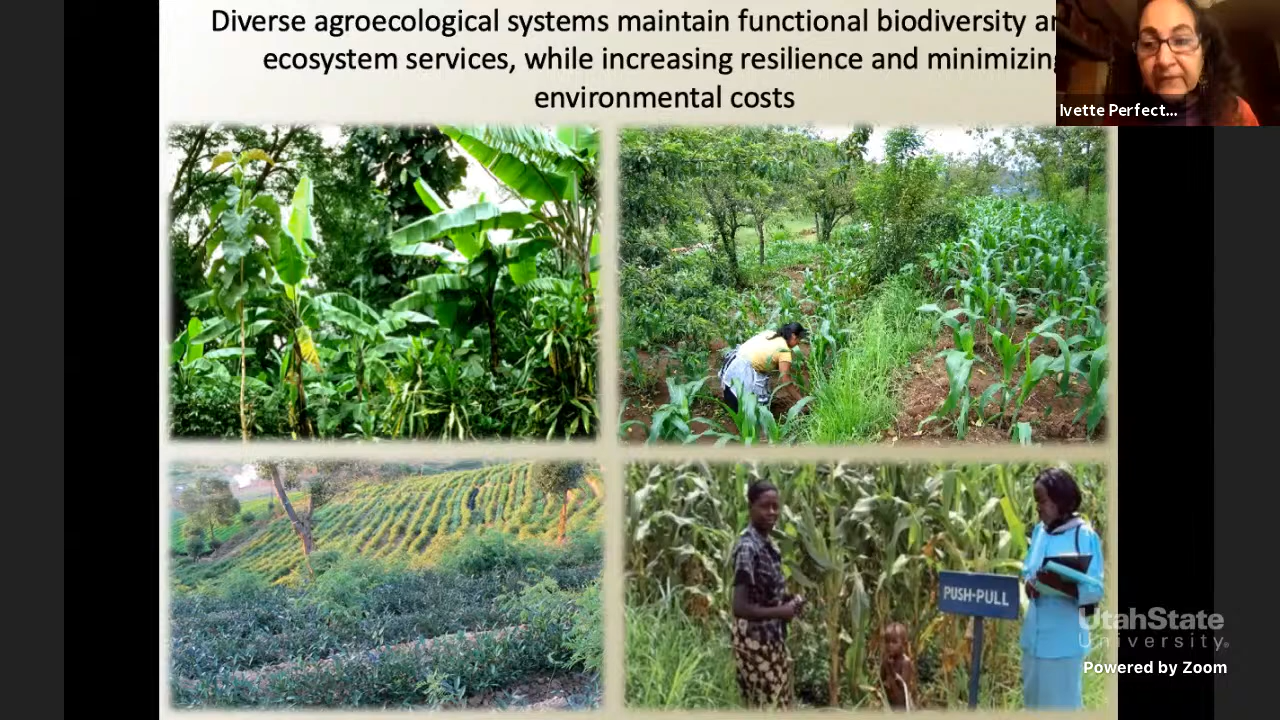 Diverse agroecological systems maintain functional biodiversity
ecosystem services, while increasing resilience and minimizing
environmental costs
Ivette Perfect...
PUSH-PULL
UtahState
University®
Powered by Zoom